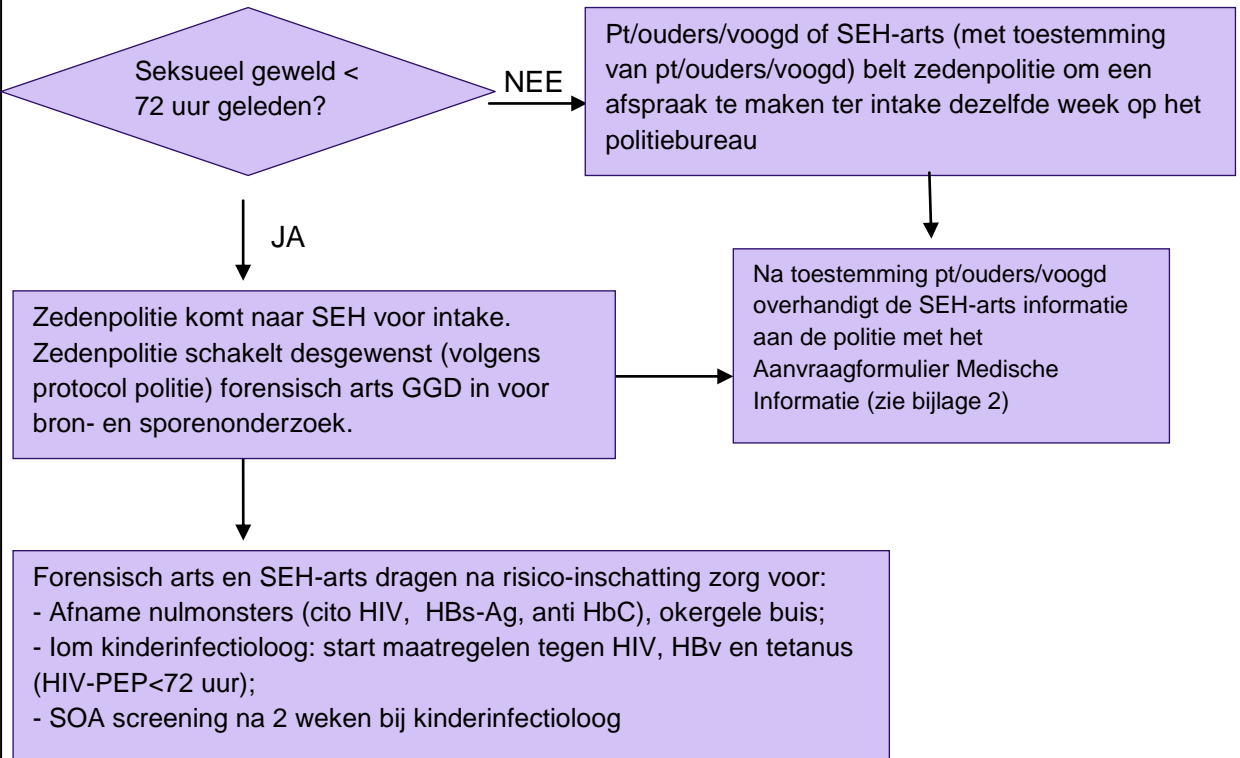 Seksueel geweld <
72 uur geleden?
NEE
Pt/ouders/voogd of SEH-arts (met toestemming
van pt/ouders/voogd) belt zedenpolitie om een
afspraak te maken ter intake dezelfde week op het
politiebureau
JA
Zedenpolitie komt naar SEH voor intake.
Zedenpolitie schakelt desgewenst (volgens
protocol politie) forensisch arts GGD in voor
bron- en sporenonderzoek.
Na toestemming pt/ouders/voogd
overhandigt de SEH-arts informatie
aan de politie met het
Aanvraagformulier Medische
Informatie (zie bijlage 2)
Forensisch arts en SEH-arts dragen na risico-inschatting zorg voor:
- Afname nulmonsters (cito HIV,  HBs-Ag, anti HbC), okergele buis;
- Iom kinderinfectioloog: start maatregelen tegen HIV, HBv en tetanus
(HIV-PEP<72 uur);
- SOA screening na 2 weken bij kinderinfectioloog